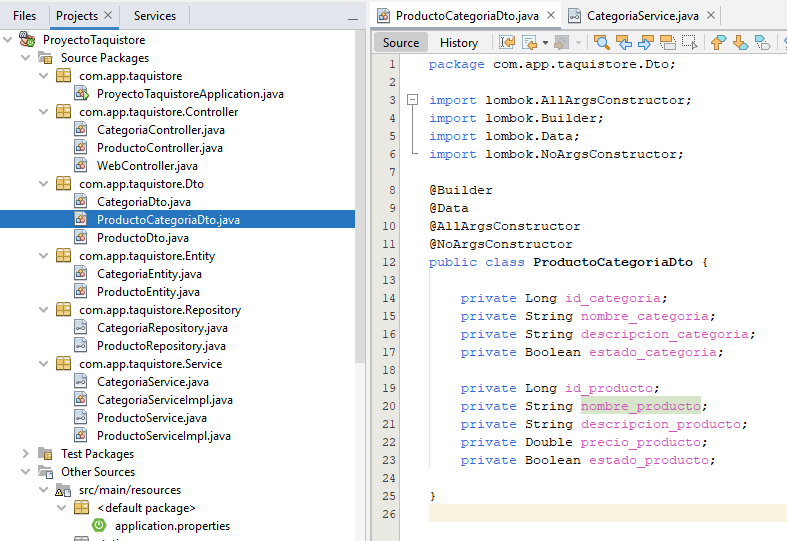 Files Projects × Services
ProyectoTaquistore
Source Packages
com.app.taquistore
ProyectoTaquistoreApplication.java
com.app.taquistore.Controller
CategoriaController.java
ProductoController.java
WebController.java
com.app.taquistore.Dto
CategoriaDto.java
ProductoCategoriaDto.java
ProductoDto.java
com.app.taquistore.Entity
CategoriaEntity.java
ProductoEntity.java
com.app.taquistore.Repository
CategoriaRepository.java
ProductoRepository.java
com.app.taquistore.Service
CategoriaService.java
CategoriaServiceImpl.java
ProductoService.java
ProductoServiceImpl.java
Test Packages
Other Sources
src/main/resources
<default package>
application.properties
ProductoCategoriaDto.java × CategoriaService.java ×
Source History
1 package com.app.taquistore.Dto;
2
3 import lombok.AllArgsConstructor;
4 import lombok.Builder;
5 import lombok.Data;
6 import lombok.NoArgsConstructor;
7
8 @Builder
9 @Data
10 @AllArgsConstructor
11 @NoArgsConstructor
12 public class ProductoCategoriaDto {
13
14 private Long id_categoria;
15 private String nombre_categoria;
16 private String descripcion_categoria;
17 private Boolean estado_categoria;
18
19 private Long id_producto;
20 private String nombre_producto;
21 private String descripcion_producto;
22 private Double precio_producto;
23 private Boolean estado_producto;
24
25 }
26